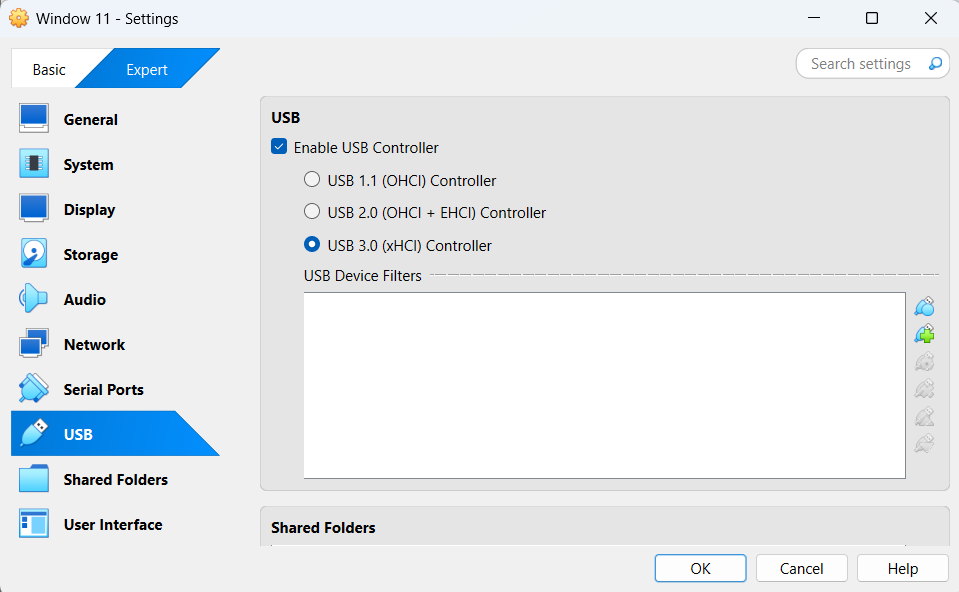 Window 11 - Settings
Basic
Expert
Search settings
General
System
Display
Storage
Audio
Network
Serial Ports
USB
Shared Folders
User Interface
USB
Enable USB Controller
USB 1.1 (OHCI) Controller
USB 2.0 (OHCI + EHCI) Controller
USB 3.0 (xHCI) Controller
USB Device Filters
Shared Folders
OK
Cancel
Help